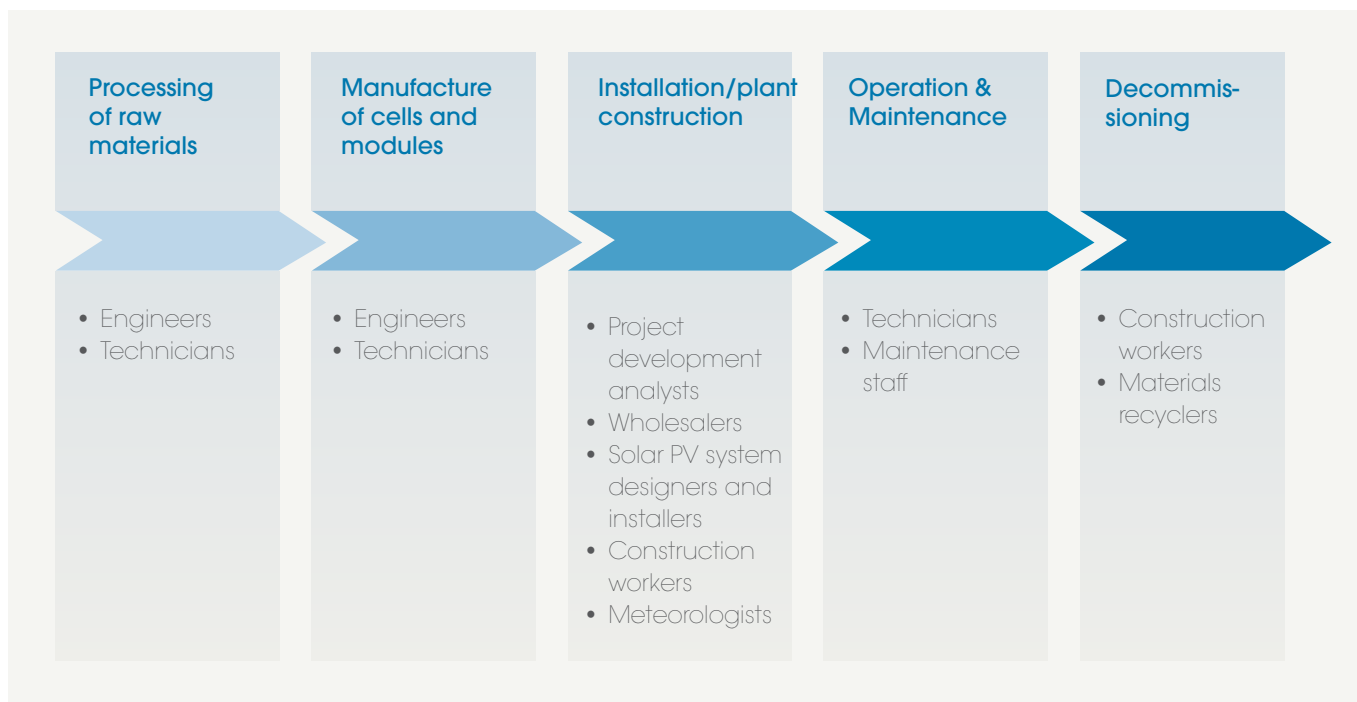 Processing
of raw
materials
Manufacture
of cells and
modules
Installation/plant
construction
Operation &
Maintenance
Decommis-
sioning
• Engineers
• Technicians
• Engineers
• Technicians
• Project
development
analysts
• Wholesalers
• Solar PV system
designers and
installers
• Construction
workers
• Meteorologists
• Technicians
• Maintenance
staff
• Construction
workers
• Materials
recyclers